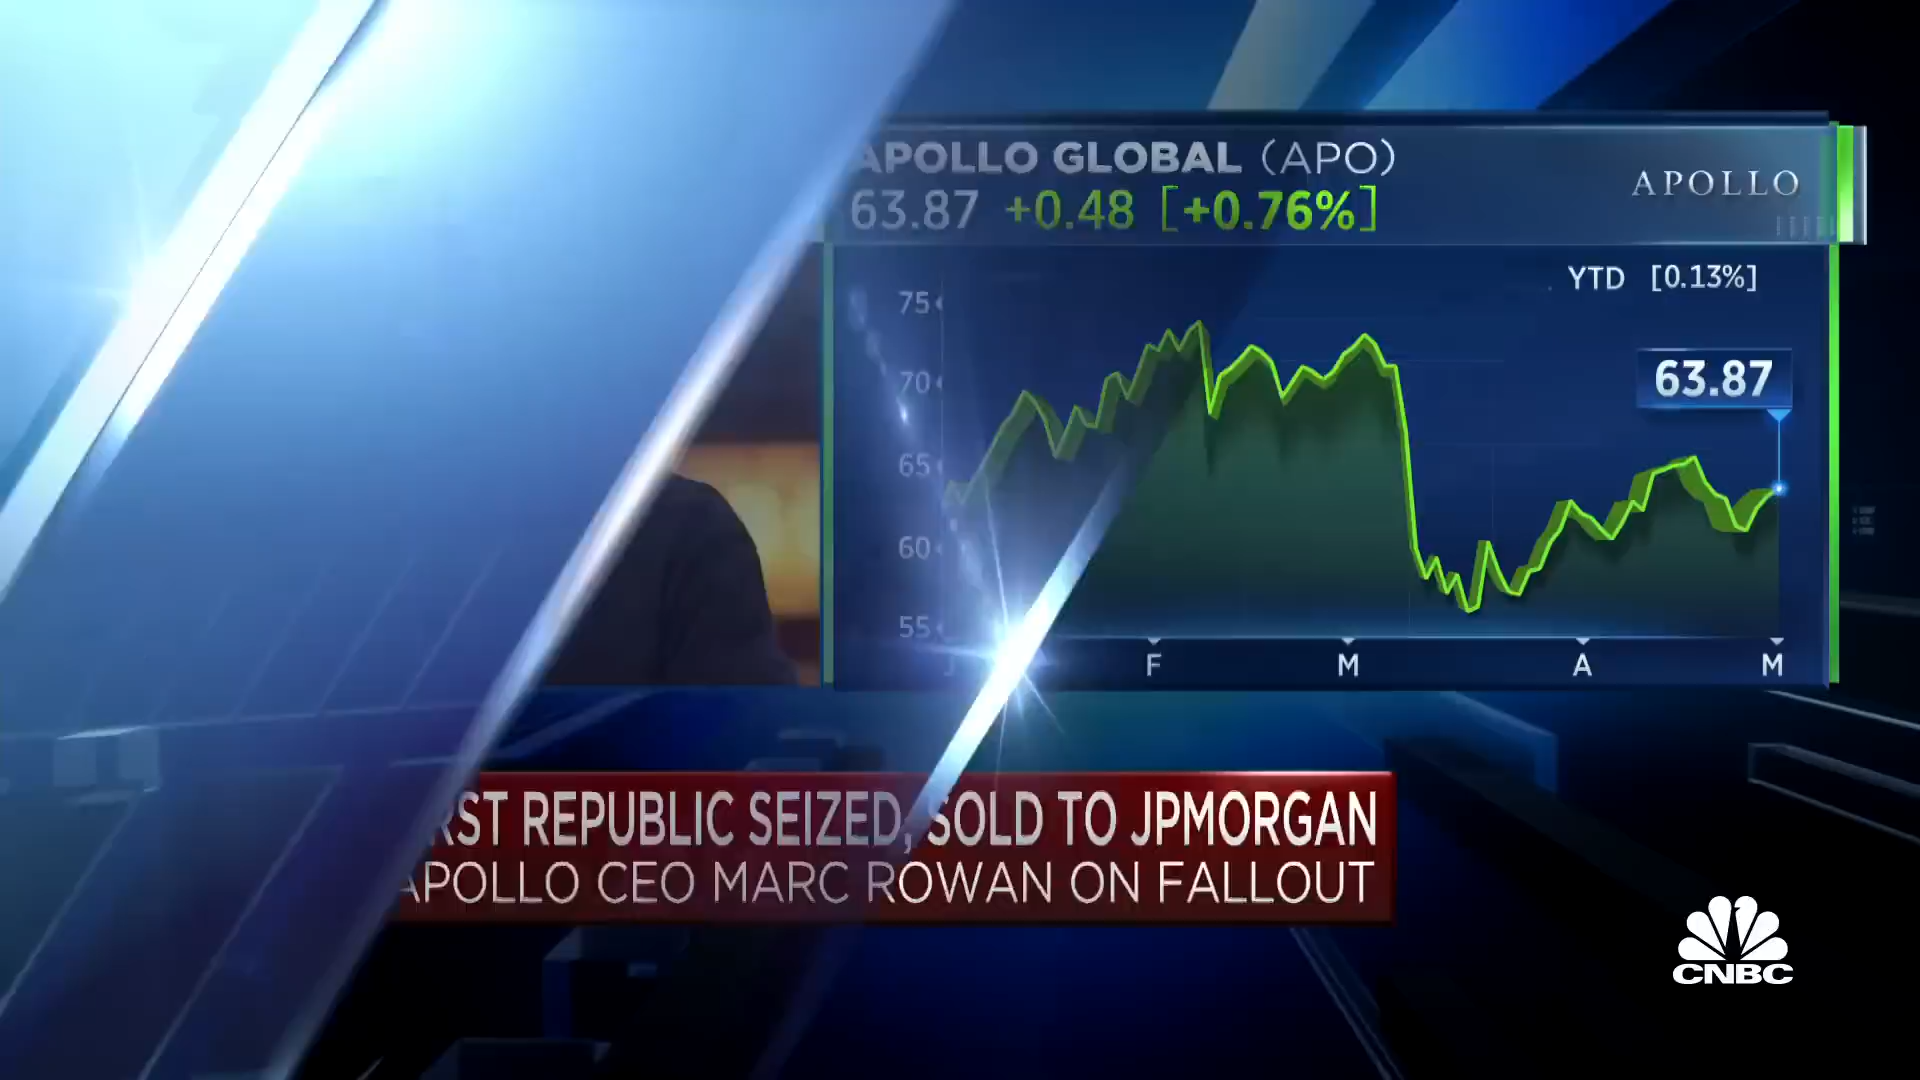 APOLLO GLOBAL (APO)
63.87 +0.48 [+0.76%]
APOLLO
YTD [0.13%]
63.87
75
70
65
60
55
J F M A M
RST REPUBLIC SEIZED, SOLD TO JPMORGAN
APOLLO CEO MARC ROWAN ON FALLOUT
CNBC